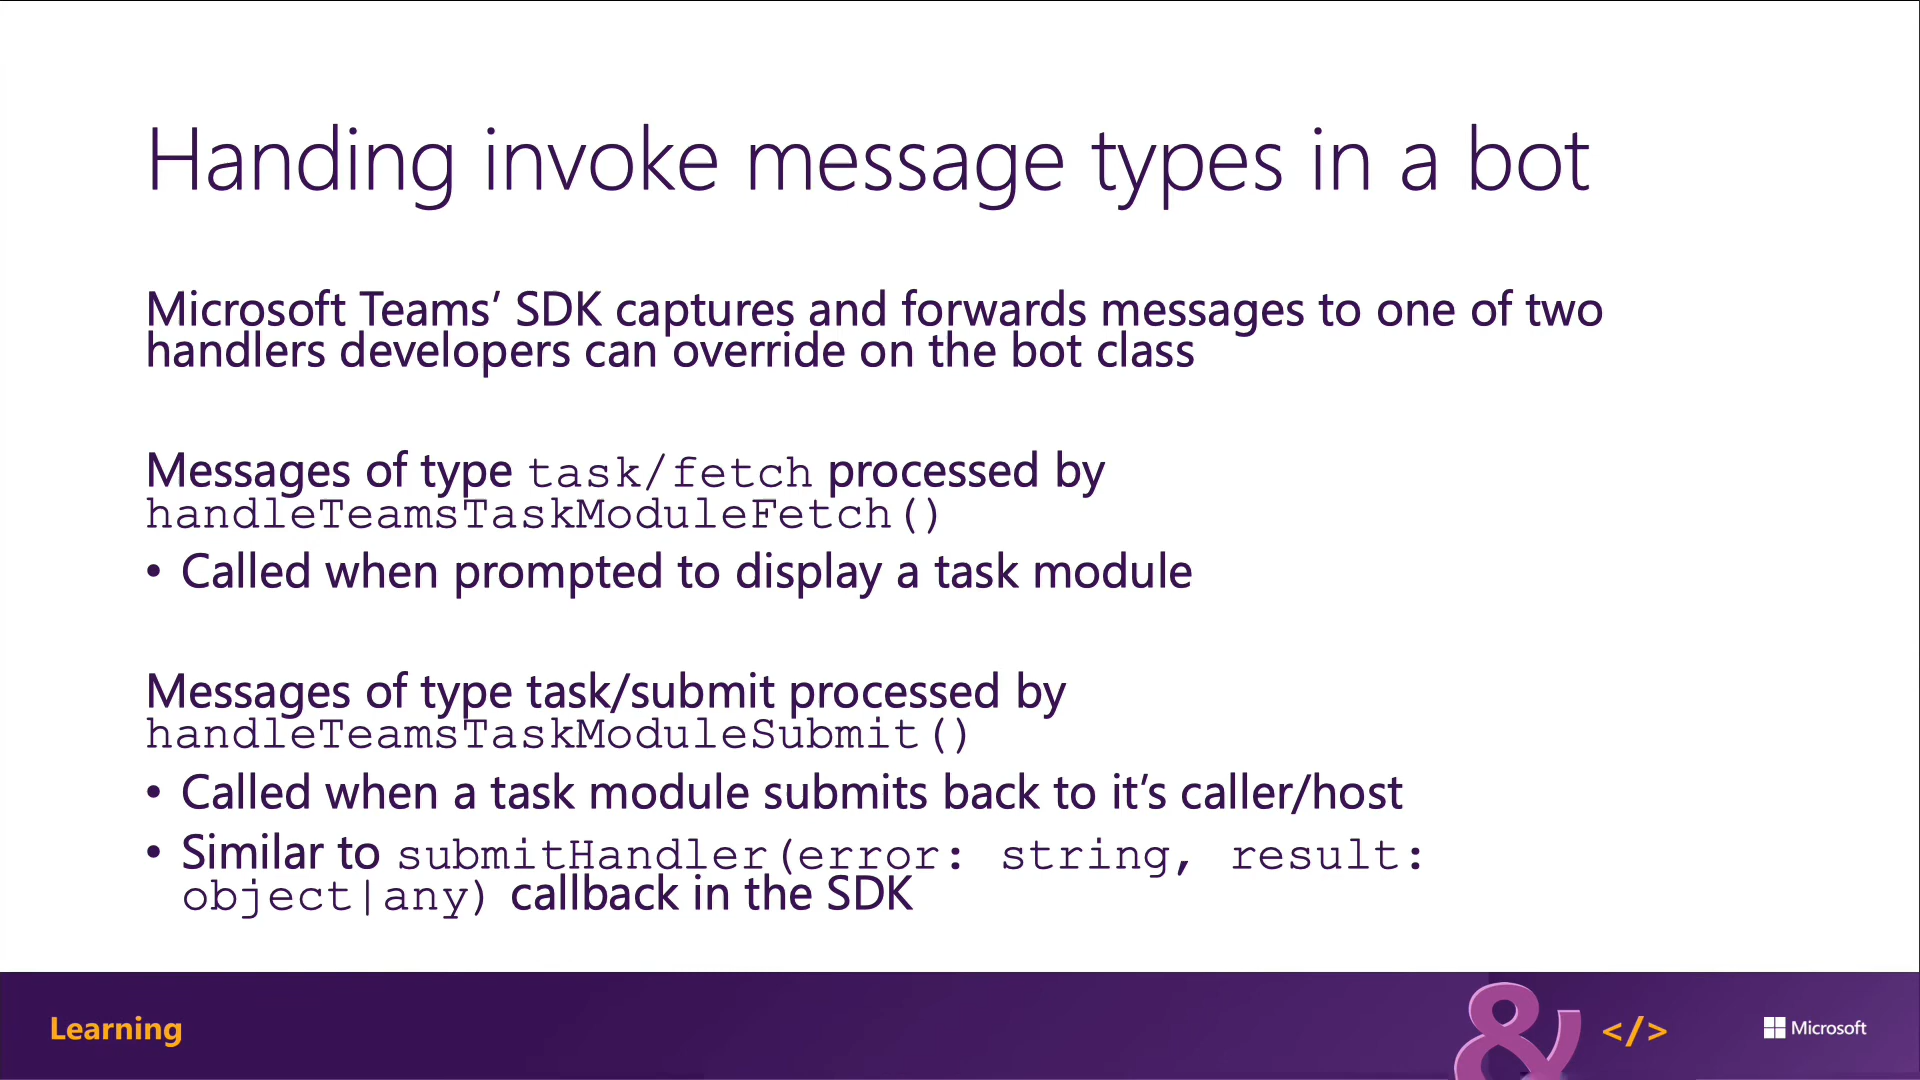 Handing invoke message types in a bot
Microsoft Teams’ SDK captures and forwards messages to one of two
handlers developers can override on the bot class
Messages of type task/fetch processed by
handleTeamsTaskModuleFetch()
• Called when prompted to display a task module
Messages of type task/submit processed by
handleTeamsTaskModuleSubmit()
• Called when a task module submits back to it’s caller/host
• Similar to submitHandler(error: string, result:
object|any) callback in the SDK
Learning
& </>
Microsoft